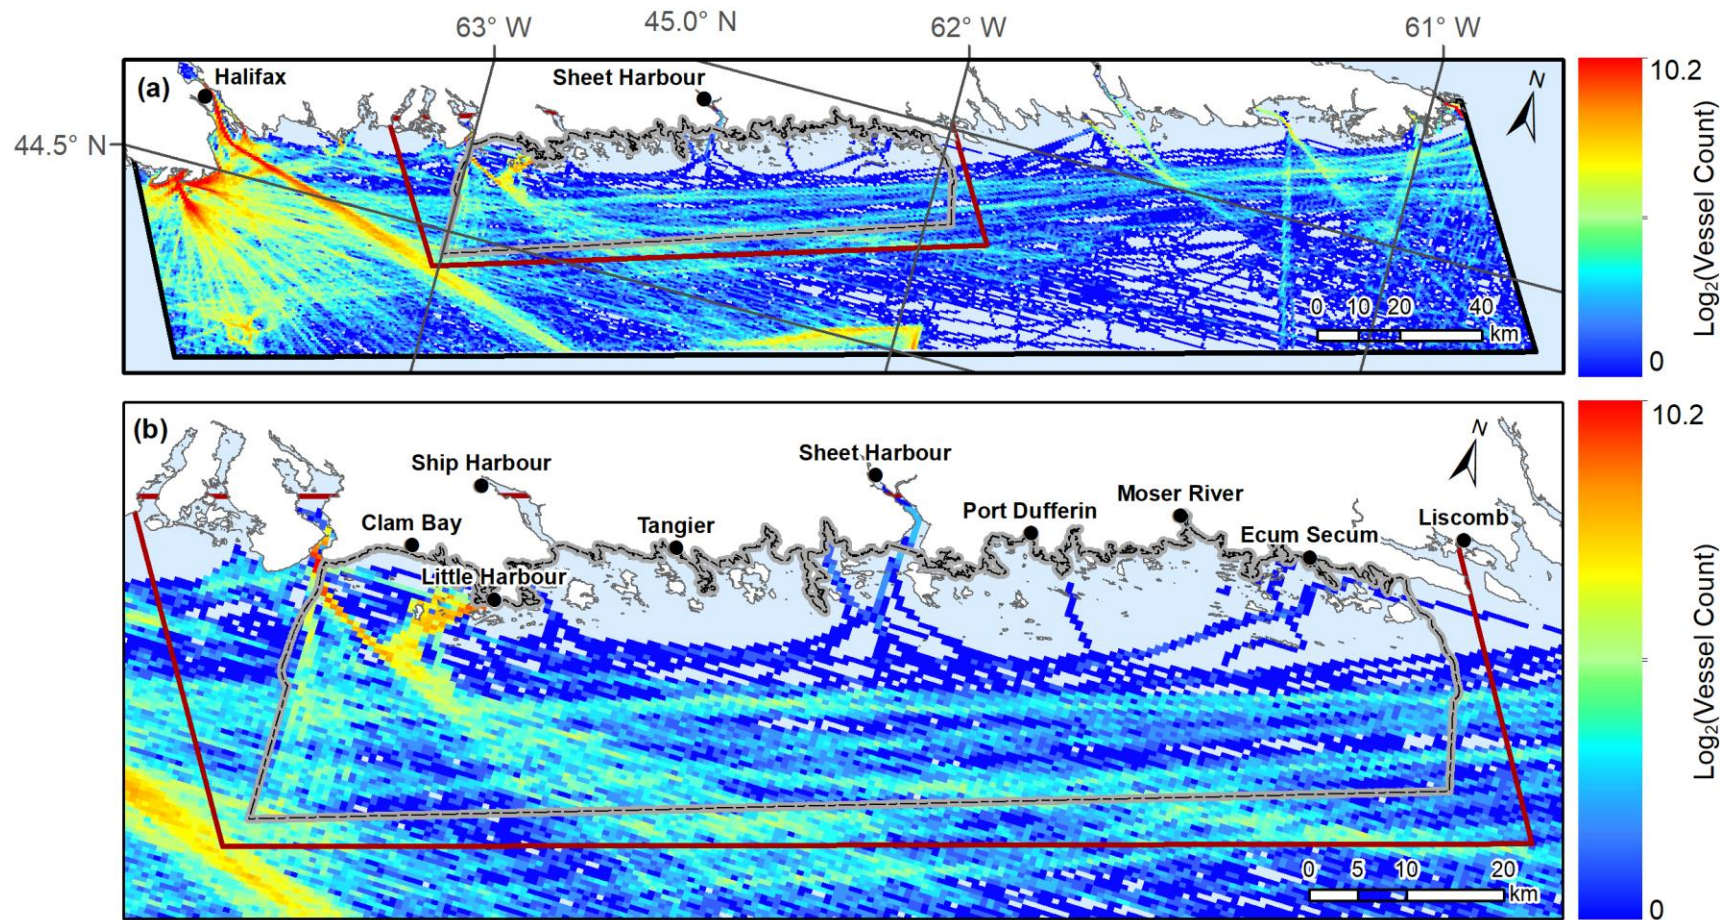 63° W
45.0° N
62° W
61° W
(a)
Halifax
Sheet Harbour
N
44.5° N
0 10 20 40
km
10.2
Log₂(Vessel Count)
0
(b)
Ship Harbour
Sheet Harbour
N
Clam Bay
Tangier
Port Dufferin
Moser River
Ecum Secum
Liscomb
Little Harbour
0 5 10 20
km
10.2
Log₂(Vessel Count)
0